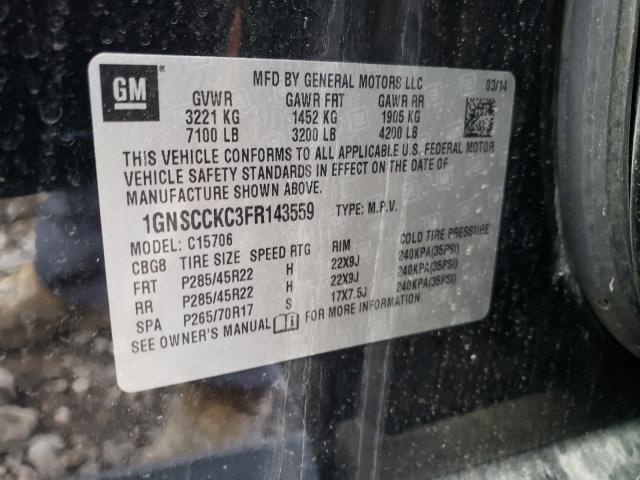 GM ®
MFD BY GENERAL MOTORS LLC 03/14
GVWR GAWR FRT GAWR RR
3221 KG 1452 KG 1905 KG
7100 LB 3200 LB 4200 LB
THIS VEHICLE CONFORMS TO ALL APPLICABLE U.S. FEDERAL MOTOR
VEHICLE SAFETY STANDARDS IN EFFECT ON THE DATE OF
MANUFACTURE SHOWN ABOVE.
1GNSCCKC3FR143559 TYPE: M.P.V.
MODEL: C15706
CBG8 TIRE SIZE SPEED RTG RIM COLD TIRE PRESSURE
FRT P285/45R22 H 22X9J 240KPA(35PSI)
RR P285/45R22 H 22X9J 240KPA(35PSI)
SPA P265/70R17 S 17X7.5J 240KPA(35PSI)
SEE OWNER'S MANUAL FOR MORE INFORMATION